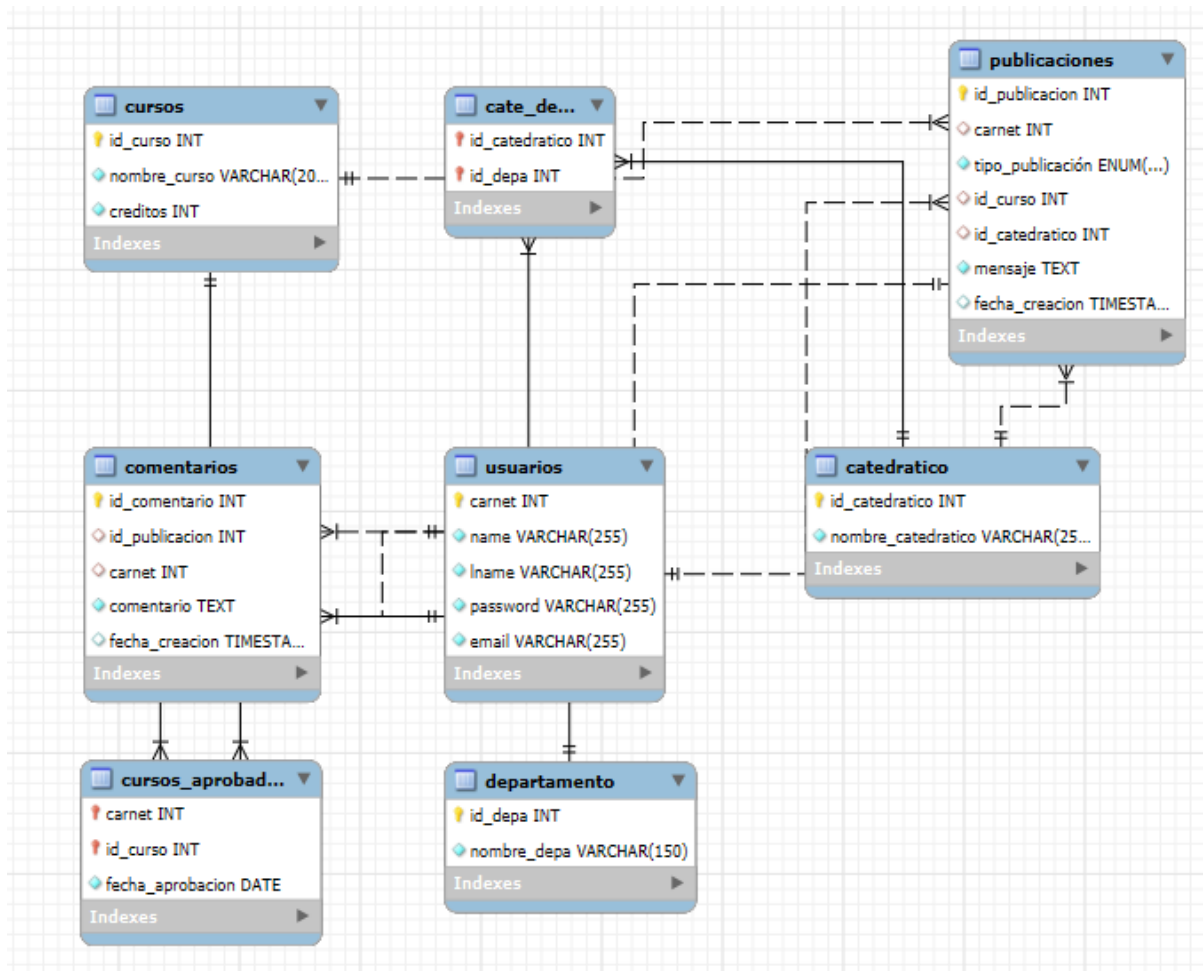 cursos
id_curso INT
nombre_curso VARCHAR(20...
creditos INT
Indexes
cate_de...
id_catedratico INT
id_depa INT
Indexes
publicaciones
id_publicacion INT
carnet INT
tipo_publicación ENUM(...)
id_curso INT
id_catedratico INT
mensaje TEXT
fecha_creacion TIMESTA...
Indexes
comentarios
id_comentario INT
id_publicacion INT
carnet INT
comentario TEXT
fecha_creacion TIMESTA...
Indexes
usuarios
carnet INT
name VARCHAR(255)
lname VARCHAR(255)
password VARCHAR(255)
email VARCHAR(255)
Indexes
catedratico
id_catedratico INT
nombre_catedratico VARCHAR(25...
Indexes
cursos_aprobad...
carnet INT
id_curso INT
fecha_aprobacion DATE
Indexes
departamento
id_depa INT
nombre_depa VARCHAR(150)
Indexes